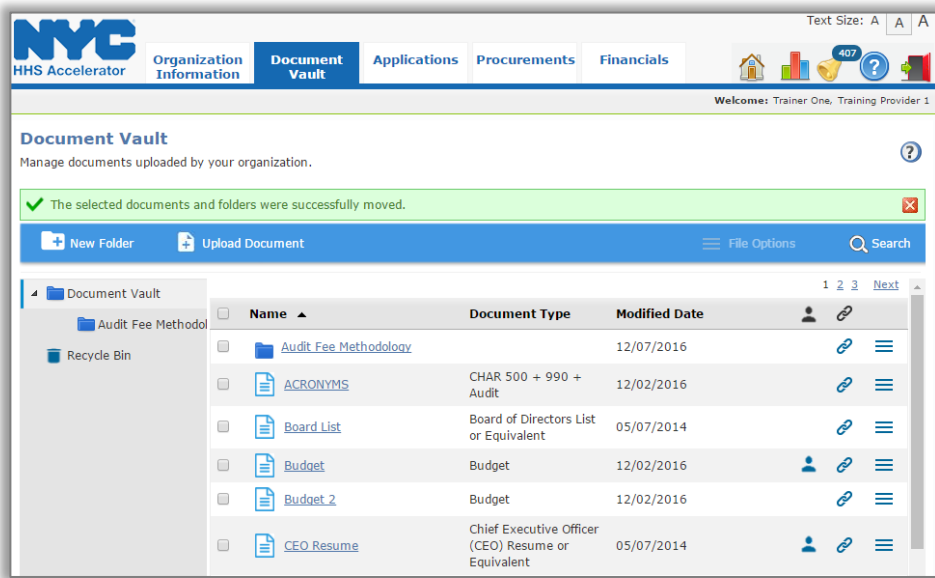 Text Size: A A A
NYC
HHS Accelerator
Organization Information
Document Vault
Applications
Procurements
Financials
407
Welcome: Trainer One, Training Provider 1
Document Vault
Manage documents uploaded by your organization.
The selected documents and folders were successfully moved.
New Folder
Upload Document
File Options
Search
1 2 3 Next
Document Vault
Audit Fee Methodol
Recycle Bin
Name Document Type Modified Date
Audit Fee Methodology 12/07/2016
ACRONYMS CHAR 500 + 990 + Audit 12/02/2016
Board List Board of Directors List or Equivalent 05/07/2014
Budget Budget 12/02/2016
Budget 2 Budget 12/02/2016
CEO Resume Chief Executive Officer (CEO) Resume or Equivalent 05/07/2014